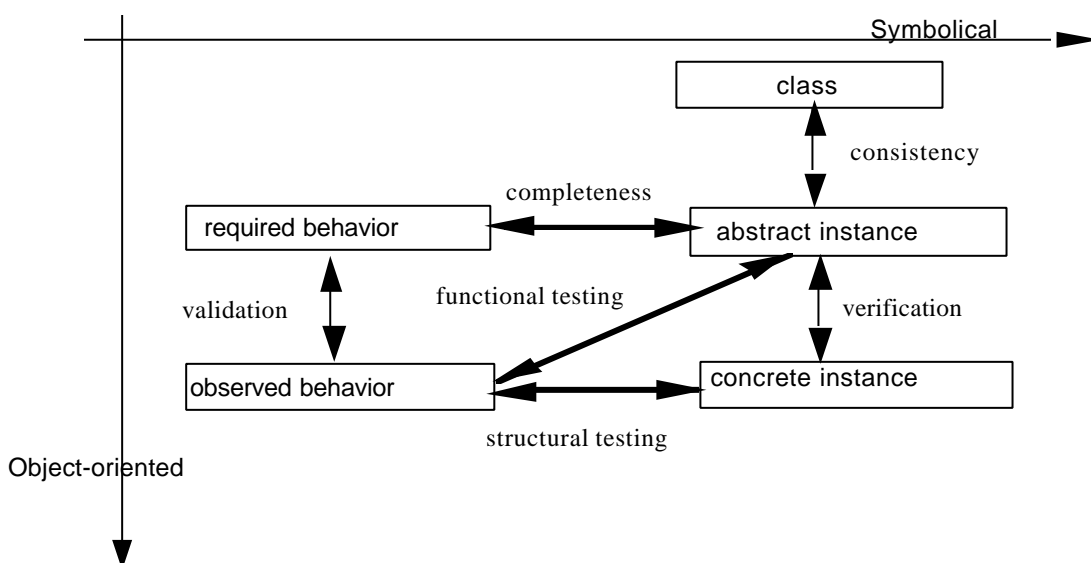 Symbolical
class
consistency
completeness
required behavior
abstract instance
functional testing
validation
verification
observed behavior
concrete instance
structural testing
Object-oriented